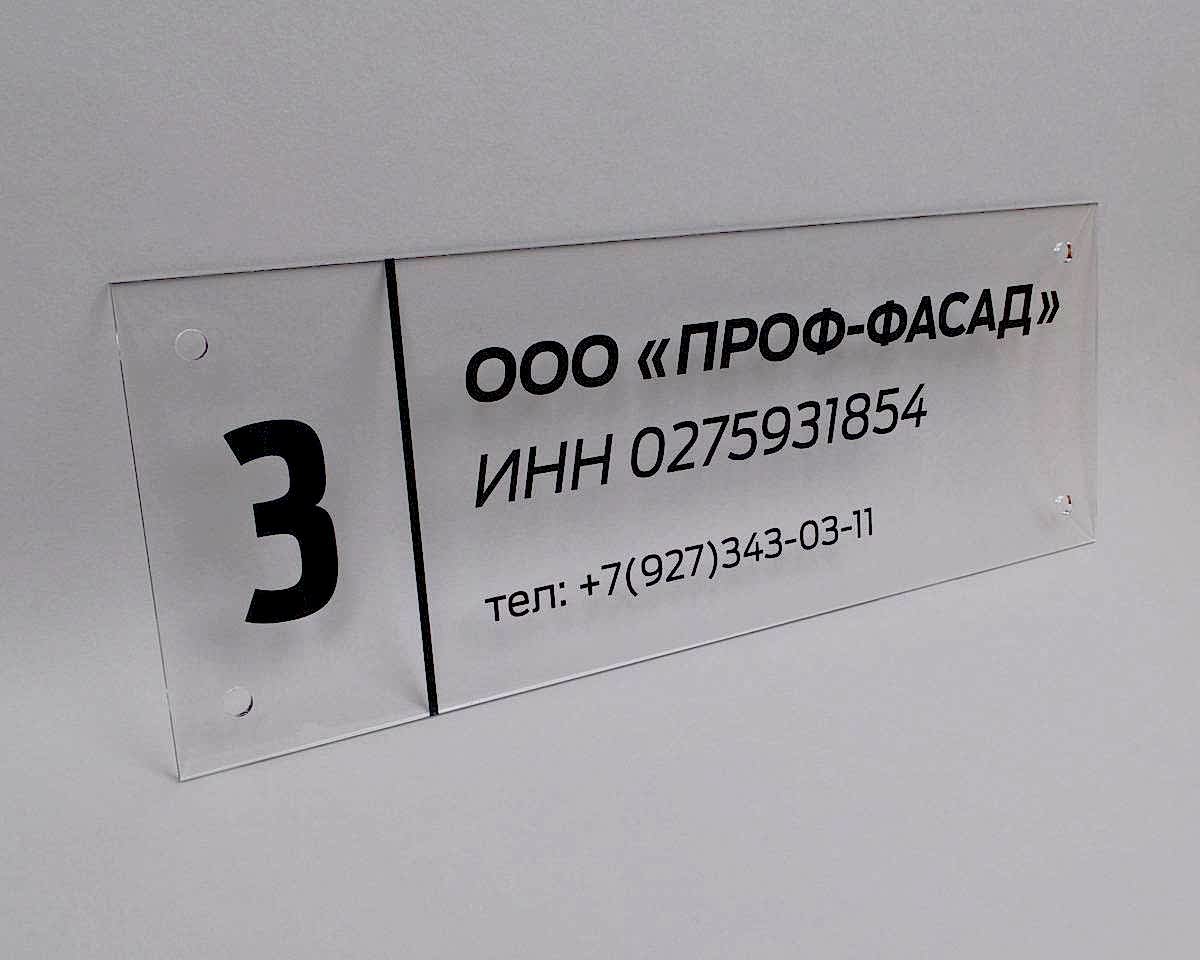 3
ООО «ПРОФ-ФАСАД»
ИНН 0275931854
тел: +7(927)343-03-11